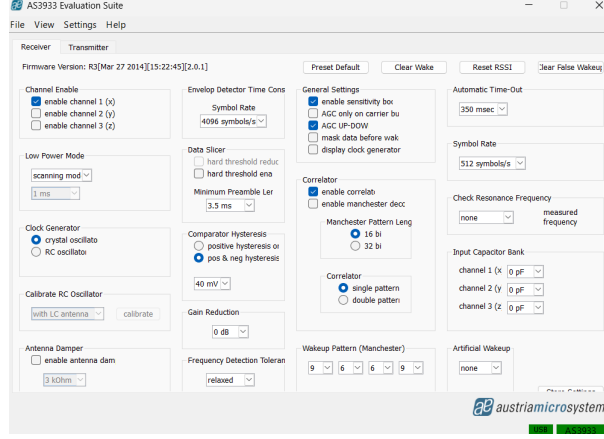 AS3933 Evaluation Suite
File View Settings Help
Receiver Transmitter
Firmware Version: R3[Mar 27 2014][15:22:45][2.0.1]
Preset Default Clear Wake Reset RSSI Clear False Wakeup
Channel Enable
enable channel 1 (x)
enable channel 2 (y)
enable channel 3 (z)
Low Power Mode
scanning mod
1 ms
Clock Generator
crystal oscillato
RC oscillator
Calibrate RC Oscillator
with LC antenna calibrate
Antenna Damper
enable antenna dam
3 kOhm
Envelop Detector Time Cons
Symbol Rate
4096 symbols/s
Data Slicer
hard threshold reduc
hard threshold ena
Minimum Preamble Ler
3.5 ms
Comparator Hysteresis
positive hysteresis or
pos & neg hysteresis
40 mV
Gain Reduction
0 dB
Frequency Detection Toleran
relaxed
General Settings
enable sensitivity boo
AGC only on carrier bu
AGC UP-DOW
mask data before wak
display clock generator
Correlator
enable correlati
enable manchester decc
Manchester Pattern Leng
16 bi
32 bi
Correlator
single pattern
double pattern
Wakeup Pattern (Manchester)
9 6 6 9
Automatic Time-Out
350 msec
Symbol Rate
512 symbols/s
Check Resonance Frequency
none measured
frequency
Input Capacitor Bank
channel 1 (x 0 pF
channel 2 (y 0 pF
channel 3 (z 0 pF
Artificial Wakeup
none
Store Settings
austriamicrosystem
USB AS3933